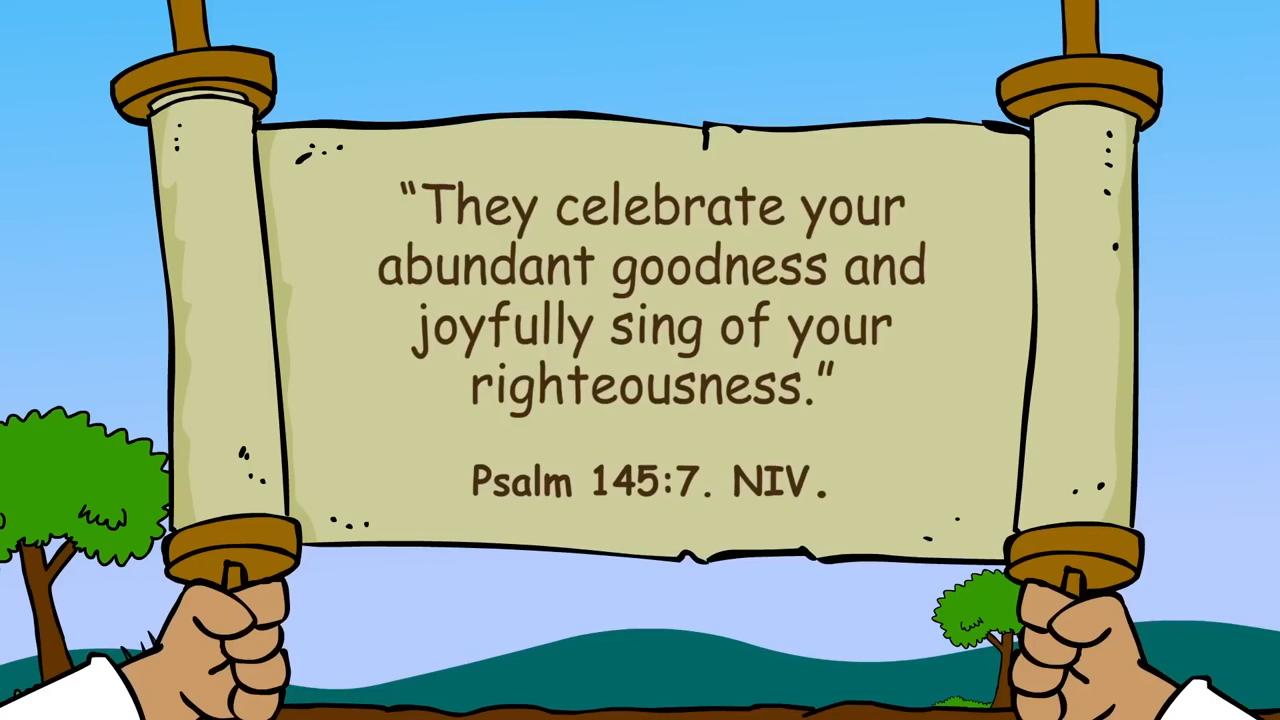 “They celebrate your
abundant goodness and
joyfully sing of your
righteousness.”
Psalm 145:7. NIV.